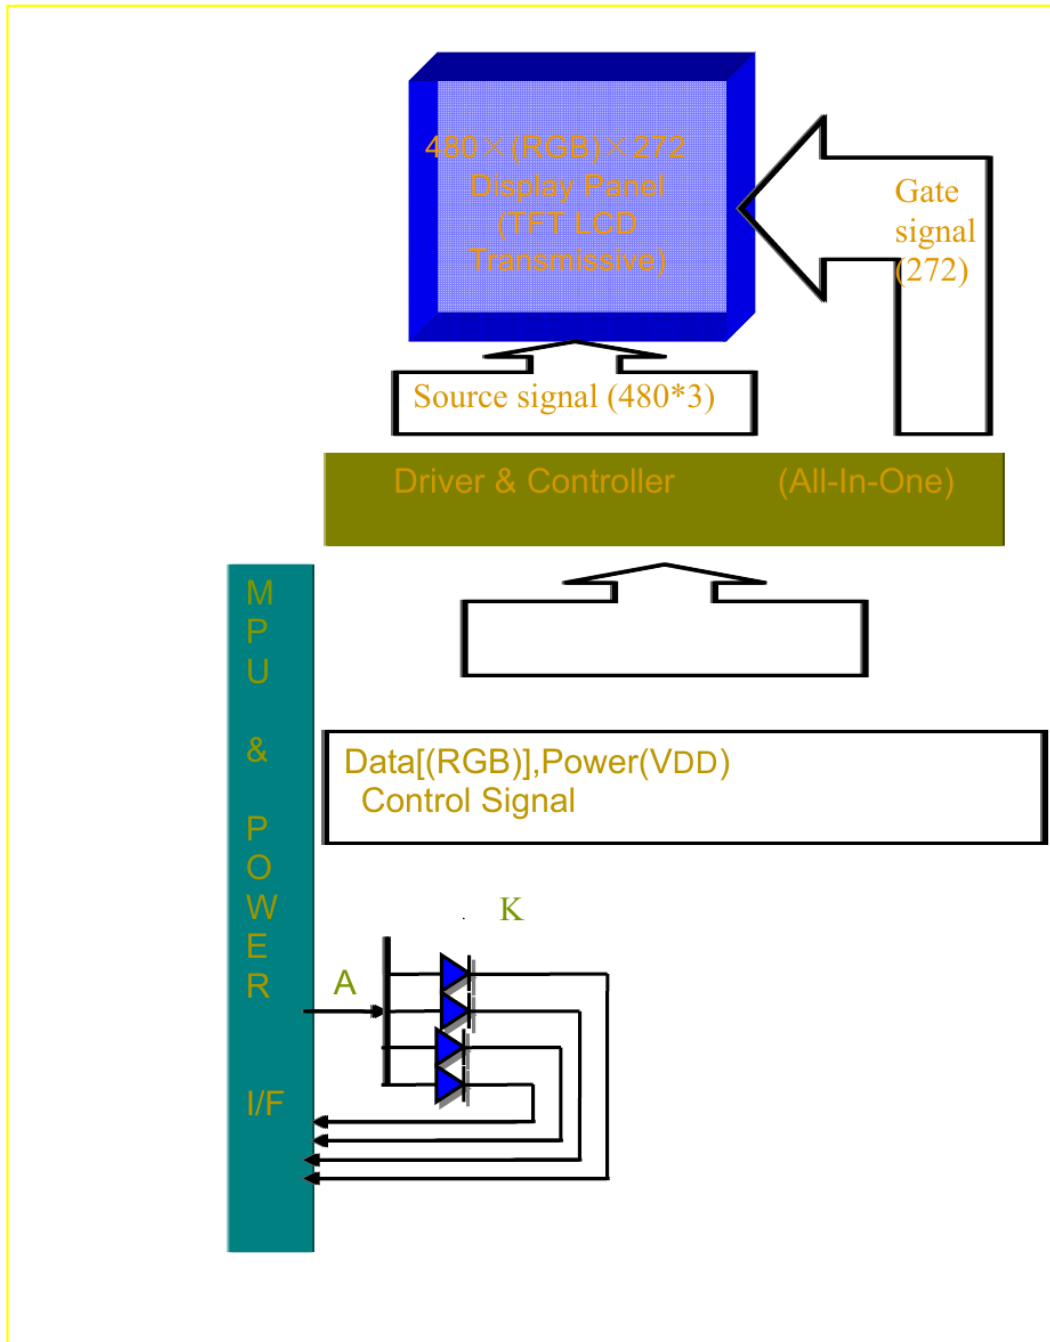 480×(RGB)×272
Display Panel
(TFT LCD
Transmissive)
Gate
signal
(272)
Source signal (480*3)
Driver & Controller (All-In-One)
M
P
U
&
P
O
W
E
R
I/F
Data[(RGB)],Power(VDD)
Control Signal
K
A